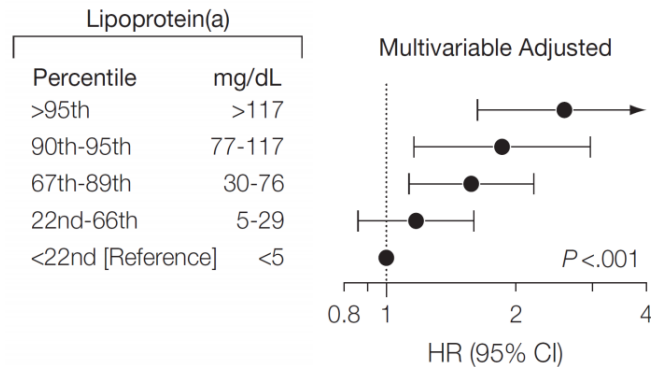 Lipoprotein(a)
Percentile mg/dL
>95th >117
90th-95th 77-117
67th-89th 30-76
22nd-66th 5-29
<22nd [Reference] <5
Multivariable Adjusted
P<.001
0.8 1 2 4
HR (95% CI)